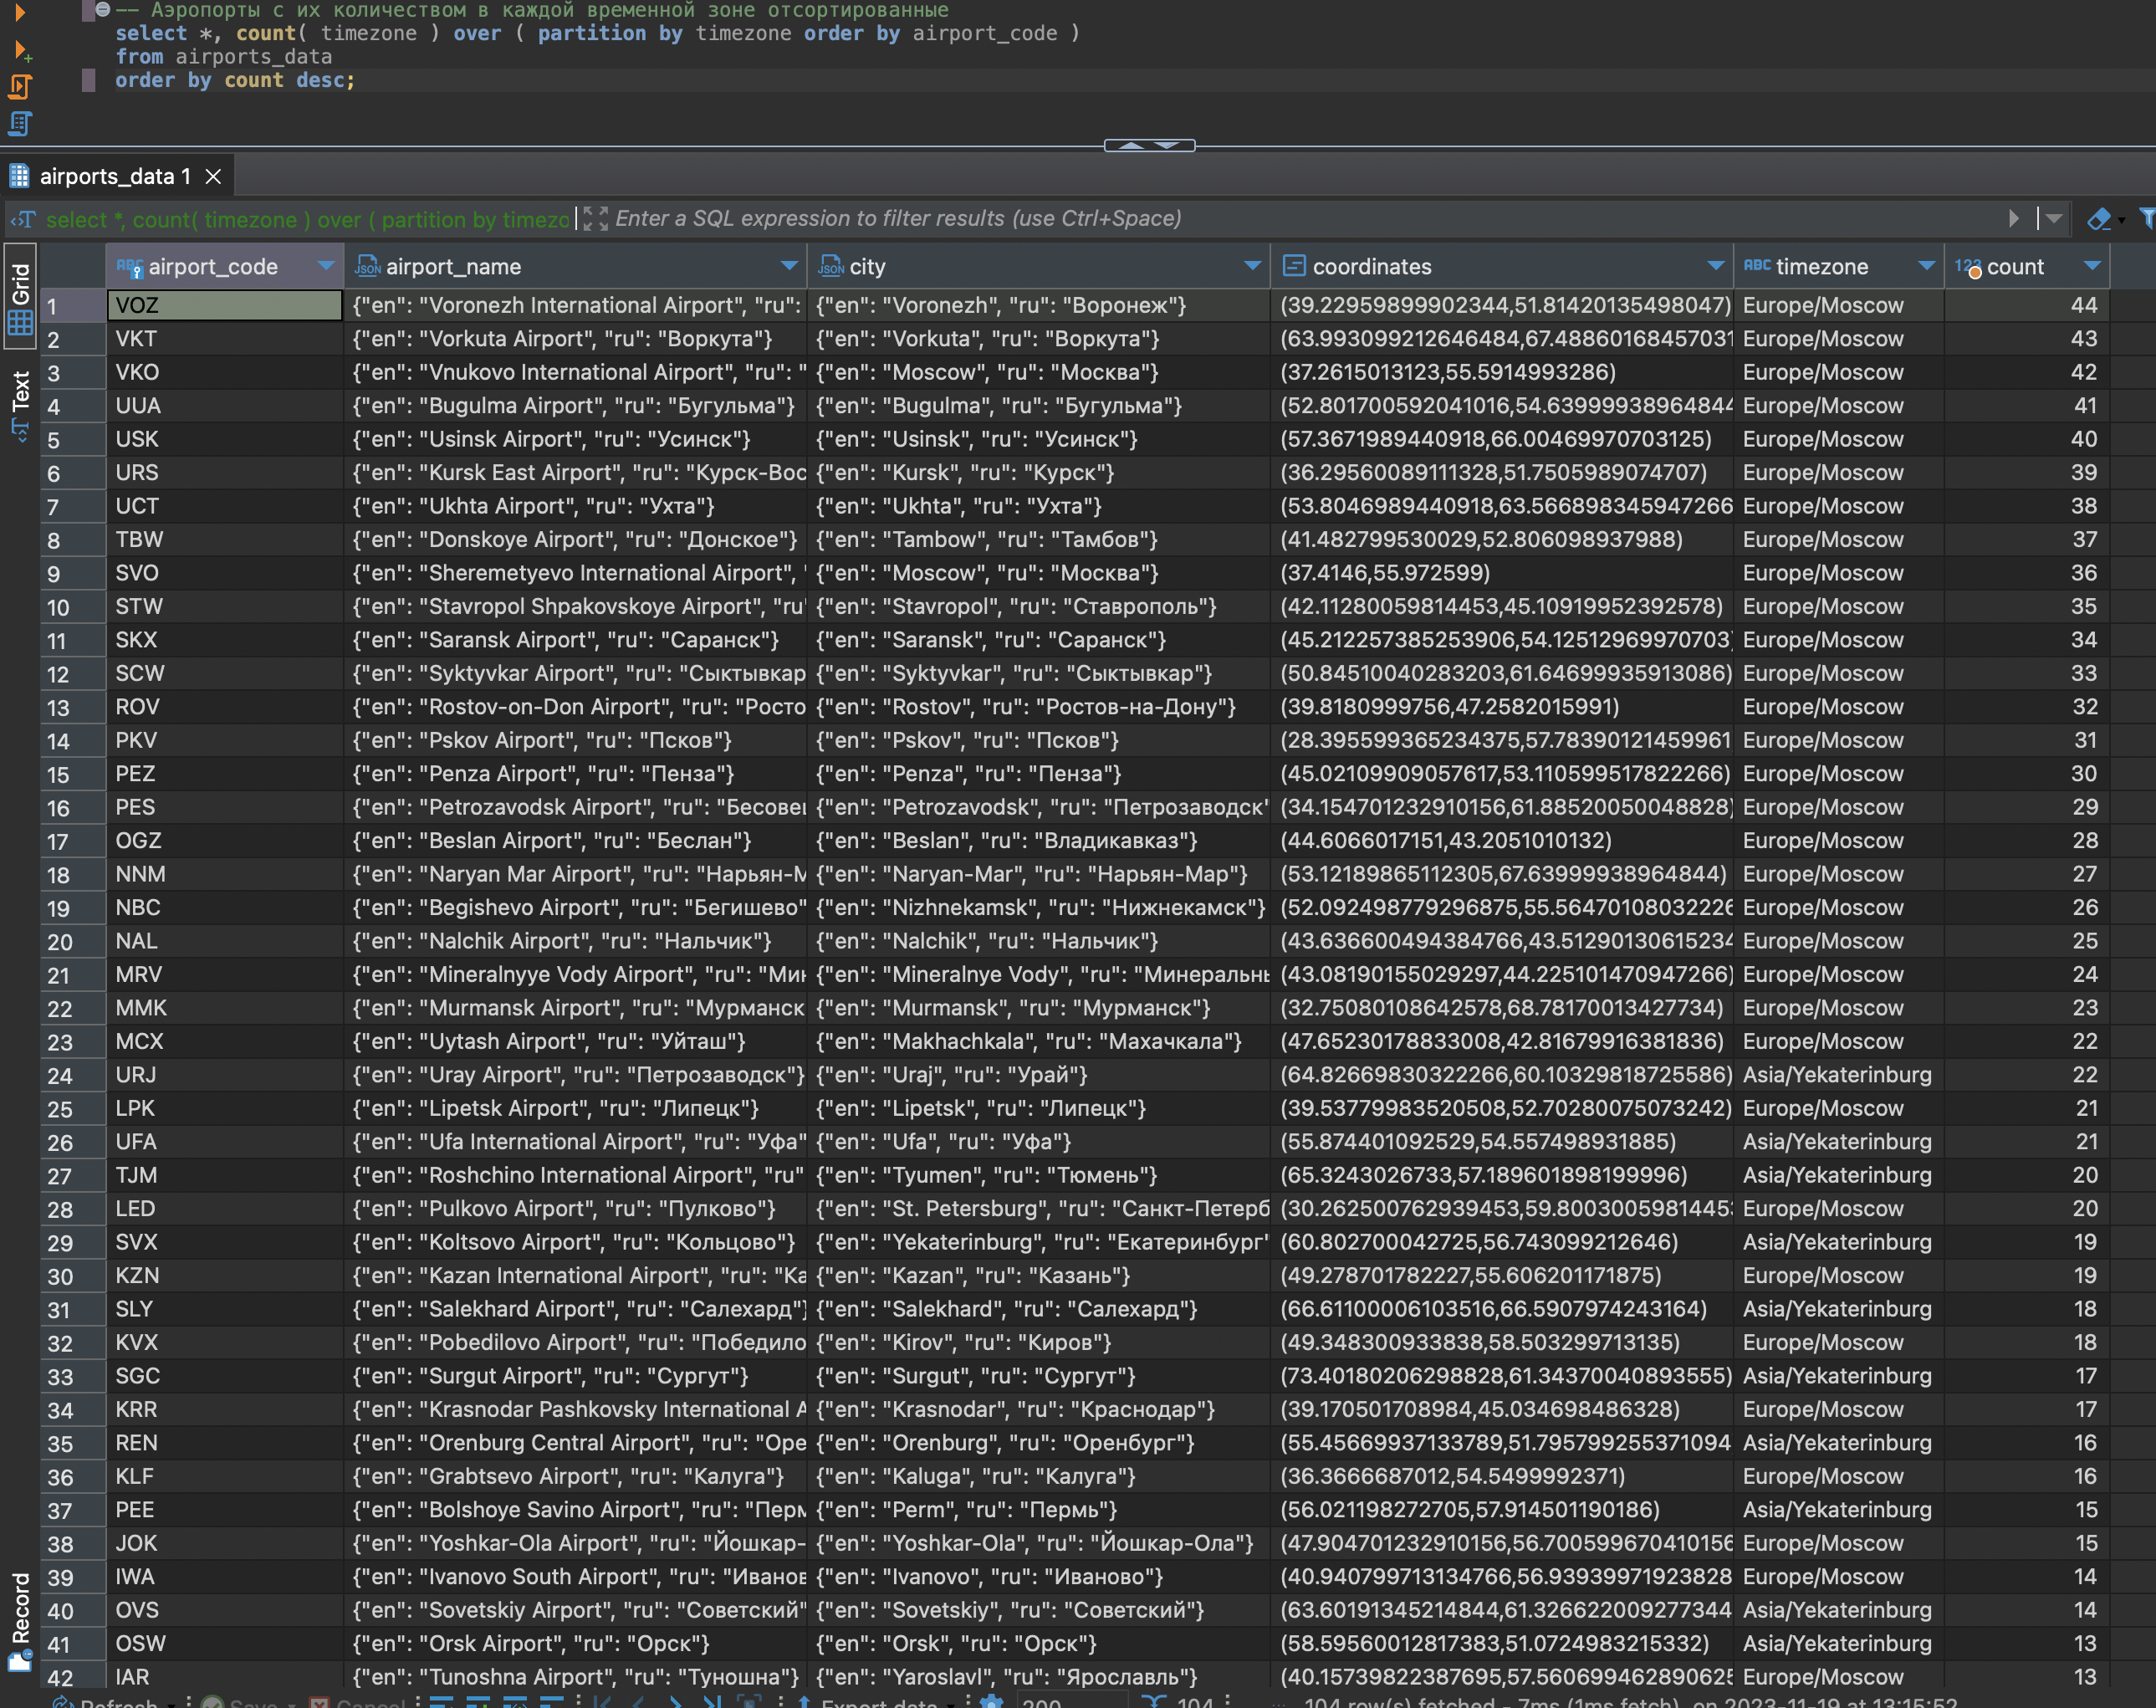 -- Аэропорты с их количеством в каждой временной зоне отсортированные
select *, count( timezone ) over ( partition by timezone order by airport_code )
from airports_data
order by count desc;
airports_data 1
select *, count( timezone ) over ( partition by timezo Enter a SQL expression to filter results (use Ctrl+Space)
Grid
Text
Record
airport_code airport_name city coordinates timezone count
1 VOZ {"en": "Voronezh International Airport", "ru": {"en": "Voronezh", "ru": "Воронеж"} (39.22959899902344,51.81420135498047) Europe/Moscow 44
2 VKT {"en": "Vorkuta Airport", "ru": "Воркута"} {"en": "Vorkuta", "ru": "Воркута"} (63.993099212646484,67.48860168457031 Europe/Moscow 43
3 VKO {"en": "Vnukovo International Airport", "ru": " {"en": "Moscow", "ru": "Москва"} (37.2615013123,55.5914993286) Europe/Moscow 42
4 UUA {"en": "Bugulma Airport", "ru": "Бугульма"} {"en": "Bugulma", "ru": "Бугульма"} (52.801700592041016,54.63999938964844 Europe/Moscow 41
5 USK {"en": "Usinsk Airport", "ru": "Усинск"} {"en": "Usinsk", "ru": "Усинск"} (57.3671989440918,66.00469970703125) Europe/Moscow 40
6 URS {"en": "Kursk East Airport", "ru": "Курск-Вос {"en": "Kursk", "ru": "Курск"} (36.29560089111328,51.7505989074707) Europe/Moscow 39
7 UCT {"en": "Ukhta Airport", "ru": "Ухта"} {"en": "Ukhta", "ru": "Ухта"} (53.8046989440918,63.566898345947266 Europe/Moscow 38
8 TBW {"en": "Donskoye Airport", "ru": "Донское"} {"en": "Tambow", "ru": "Тамбов"} (41.482799530029,52.806098937988) Europe/Moscow 37
9 SVO {"en": "Sheremetyevo International Airport", " {"en": "Moscow", "ru": "Москва"} (37.4146,55.972599) Europe/Moscow 36
10 STW {"en": "Stavropol Shpakovskoye Airport", "ru" {"en": "Stavropol", "ru": "Ставрополь"} (42.11280059814453,45.10919952392578) Europe/Moscow 35
11 SKX {"en": "Saransk Airport", "ru": "Саранск"} {"en": "Saransk", "ru": "Саранск"} (45.212257385253906,54.12512969970703) Europe/Moscow 34
12 SCW {"en": "Syktyvkar Airport", "ru": "Сыктывкар {"en": "Syktyvkar", "ru": "Сыктывкар"} (50.84510040283203,61.64699935913086) Europe/Moscow 33
13 ROV {"en": "Rostov-on-Don Airport", "ru": "Росто {"en": "Rostov", "ru": "Ростов-на-Дону"} (39.8180999756,47.2582015991) Europe/Moscow 32
14 PKV {"en": "Pskov Airport", "ru": "Псков"} {"en": "Pskov", "ru": "Псков"} (28.395599365234375,57.78390121459961 Europe/Moscow 31
15 PEZ {"en": "Penza Airport", "ru": "Пенза"} {"en": "Penza", "ru": "Пенза"} (45.02109909057617,53.110599517822266) Europe/Moscow 30
16 PES {"en": "Petrozavodsk Airport", "ru": "Бесовец {"en": "Petrozavodsk", "ru": "Петрозаводск" (34.154701232910156,61.88520050048828) Europe/Moscow 29
17 OGZ {"en": "Beslan Airport", "ru": "Беслан"} {"en": "Beslan", "ru": "Владикавказ"} (44.6066017151,43.2051010132) Europe/Moscow 28
18 NNM {"en": "Naryan Mar Airport", "ru": "Нарьян-М {"en": "Naryan-Mar", "ru": "Нарьян-Мар"} (53.12189865112305,67.63999938964844) Europe/Moscow 27
19 NBC {"en": "Begishevo Airport", "ru": "Бегишево" {"en": "Nizhnekamsk", "ru": "Нижнекамск"} (52.092498779296875,55.56470108032226 Europe/Moscow 26
20 NAL {"en": "Nalchik Airport", "ru": "Нальчик"} {"en": "Nalchik", "ru": "Нальчик"} (43.636600494384766,43.51290130615234 Europe/Moscow 25
21 MRV {"en": "Mineralnyye Vody Airport", "ru": "Мин {"en": "Mineralnye Vody", "ru": "Минеральны (43.08190155029297,44.225101470947266) Europe/Moscow 24
22 MMK {"en": "Murmansk Airport", "ru": "Мурманск {"en": "Murmansk", "ru": "Мурманск"} (32.75080108642578,68.78170013427734) Europe/Moscow 23
23 MCX {"en": "Uytash Airport", "ru": "Уйташ"} {"en": "Makhachkala", "ru": "Махачкала"} (47.65230178833008,42.81679916381836) Europe/Moscow 22
24 URJ {"en": "Uray Airport", "ru": "Петрозаводск"} {"en": "Uraj", "ru": "Урай"} (64.82669830322266,60.10329818725586) Asia/Yekaterinburg 22
25 LPK {"en": "Lipetsk Airport", "ru": "Липецк"} {"en": "Lipetsk", "ru": "Липецк"} (39.53779983520508,52.70280075073242) Europe/Moscow 21
26 UFA {"en": "Ufa International Airport", "ru": "Уфа" {"en": "Ufa", "ru": "Уфа"} (55.874401092529,54.557498931885) Asia/Yekaterinburg 21
27 TJM {"en": "Roshchino International Airport", "ru" {"en": "Tyumen", "ru": "Тюмень"} (65.3243026733,57.189601898199996) Asia/Yekaterinburg 20
28 LED {"en": "Pulkovo Airport", "ru": "Пулково"} {"en": "St. Petersburg", "ru": "Санкт-Петерб (30.262500762939453,59.80030059814453 Europe/Moscow 20
29 SVX {"en": "Koltsovo Airport", "ru": "Кольцово"} {"en": "Yekaterinburg", "ru": "Екатеринбург" (60.802700042725,56.743099212646) Asia/Yekaterinburg 19
30 KZN {"en": "Kazan International Airport", "ru": "Ка {"en": "Kazan", "ru": "Казань"} (49.278701782227,55.606201171875) Europe/Moscow 19
31 SLY {"en": "Salekhard Airport", "ru": "Салехард"} {"en": "Salekhard", "ru": "Салехард"} (66.61100006103516,66.5907974243164) Asia/Yekaterinburg 18
32 KVX {"en": "Pobedilovo Airport", "ru": "Победило {"en": "Kirov", "ru": "Киров"} (49.348300933838,58.503299713135) Europe/Moscow 18
33 SGC {"en": "Surgut Airport", "ru": "Сургут"} {"en": "Surgut", "ru": "Сургут"} (73.40180206298828,61.34370040893555) Asia/Yekaterinburg 17
34 KRR {"en": "Krasnodar Pashkovsky International A {"en": "Krasnodar", "ru": "Краснодар"} (39.170501708984,45.034698486328) Europe/Moscow 17
35 REN {"en": "Orenburg Central Airport", "ru": "Оре {"en": "Orenburg", "ru": "Оренбург"} (55.45669937133789,51.795799255371094 Asia/Yekaterinburg 16
36 KLF {"en": "Grabtsevo Airport", "ru": "Калуга"} {"en": "Kaluga", "ru": "Калуга"} (36.3666687012,54.5499992371) Europe/Moscow 16
37 PEE {"en": "Bolshoye Savino Airport", "ru": "Перм {"en": "Perm", "ru": "Пермь"} (56.021198272705,57.914501190186) Asia/Yekaterinburg 15
38 JOK {"en": "Yoshkar-Ola Airport", "ru": "Йошкар- {"en": "Yoshkar-Ola", "ru": "Йошкар-Ола"} (47.904701232910156,56.700599670410156 Europe/Moscow 15
39 IWA {"en": "Ivanovo South Airport", "ru": "Иванов {"en": "Ivanovo", "ru": "Иваново"} (40.940799713134766,56.93939971923828 Europe/Moscow 14
40 OVS {"en": "Sovetskiy Airport", "ru": "Советский" {"en": "Sovetskiy", "ru": "Советский"} (63.60191345214844,61.326622009277344 Asia/Yekaterinburg 14
41 OSW {"en": "Orsk Airport", "ru": "Орск"} {"en": "Orsk", "ru": "Орск"} (58.59560012817383,51.0724983215332) Asia/Yekaterinburg 13
42 IAR {"en": "Tunoshna Airport", "ru": "Туношна"} {"en": "Yaroslavl", "ru": "Ярославль"} (40.15739822387695,57.560699462890625 Europe/Moscow 13
Refresh Save Cancel Export data 200 104 104 row(s) fetched - 7ms (1ms fetch), on 2023-11-19 at 13:15:52